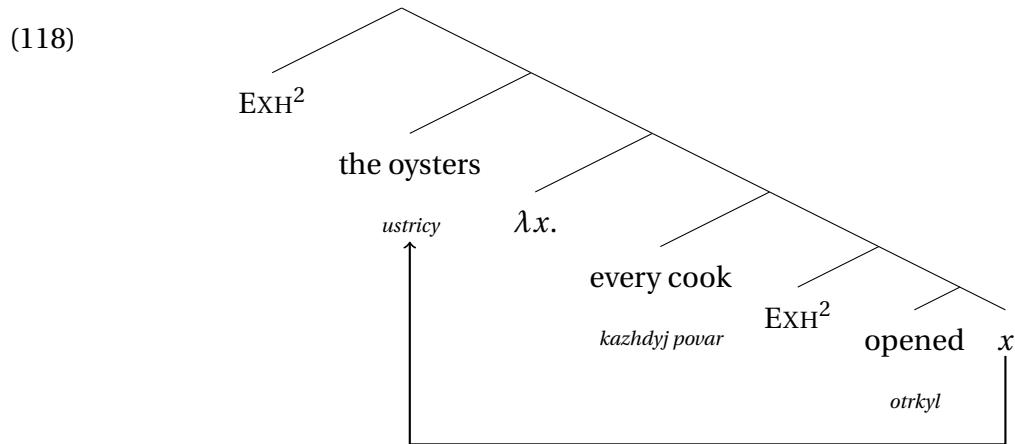 (118)
EXH²
the oysters
ustricy
λx.
every cook
kazhdyj povar
EXH²
opened
otrkyl
x